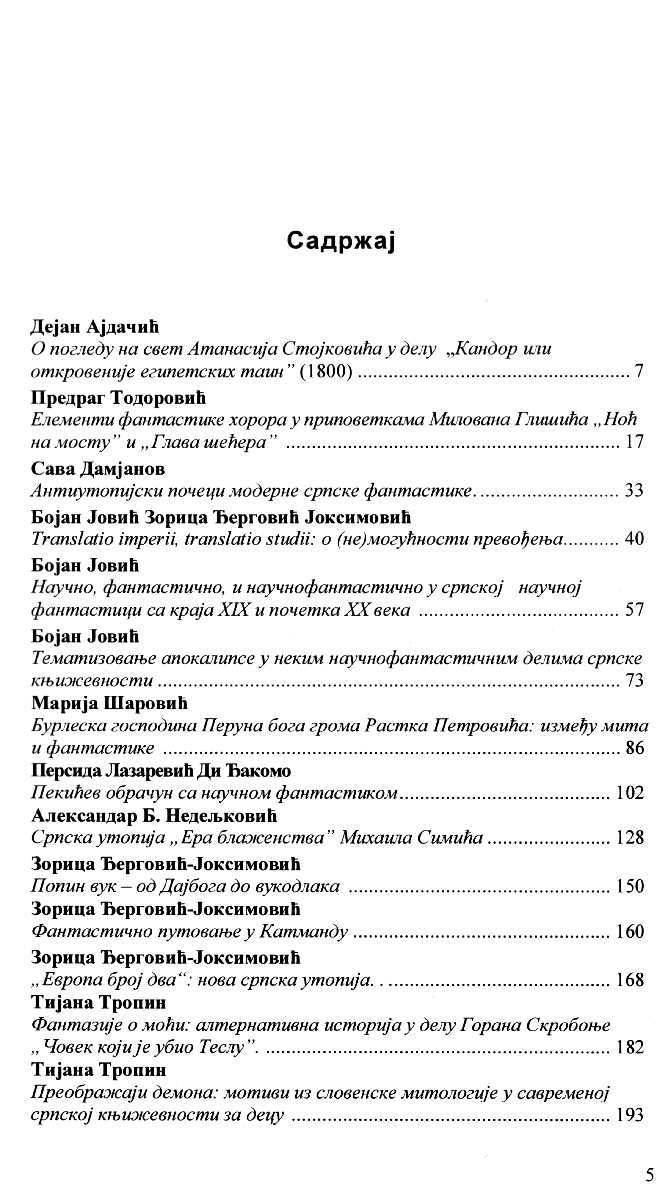 Садржај
Дејан Ајдачић
О погледу на свет Атанасија Стојковића у делу „Кандор или
откровеније египетских таин” (1800) ........................................................ 7
Предраг Тодоровић
Елементи фантастике хорора у приповеткама Милована Глишића „Ноћ
на мосту” и „Глава шећера” ........................................................ 17
Сава Дамјанов
Антиутопијски почеци модерне српске фантастике. ........................... 33
Бојан Јовић Зорица Ђерговић Јоксимовић
Translatio imperii, translatio studii: о (не)могућности превођења........... 40
Бојан Јовић
Научно, фантастично, и научнофантастично у српској научној
фантастици са краја XIX и почетка XX века ........................................ 57
Бојан Јовић
Тематизовање апокалипсе у неким научнофантастичним делима српске
књижевности ........................................................ 73
Марија Шаровић
Бурлеска господина Перуна бога грома Растка Петровића: између мита
и фантастике ........................................................ 86
Персида Лазаревић Ди Ђакомо
Пекићев обрачун са научном фантастиком........................................ 102
Александар Б. Недељковић
Српска утопија „Ера блаженства” Михаила Симића ......................... 128
Зорица Ђерговић-Јоксимовић
Попин вук – од Дајбога до вукодлака ................................................ 150
Зорица Ђерговић-Јоксимовић
Фантастично путовање у Катманду ................................................ 160
Зорица Ђерговић-Јоксимовић
„Европа број два“: нова српска утопија. . ........................................ 168
Тијана Тропин
Фантазије о моћи: алтернативна историја у делу Горана Скробоње
„Човек који је убио Теслу”. ........................................................ 182
Тијана Тропин
Преображаји демона: мотиви из словенске митологије у савременој
српској књижевности за децу ........................................................ 193
5